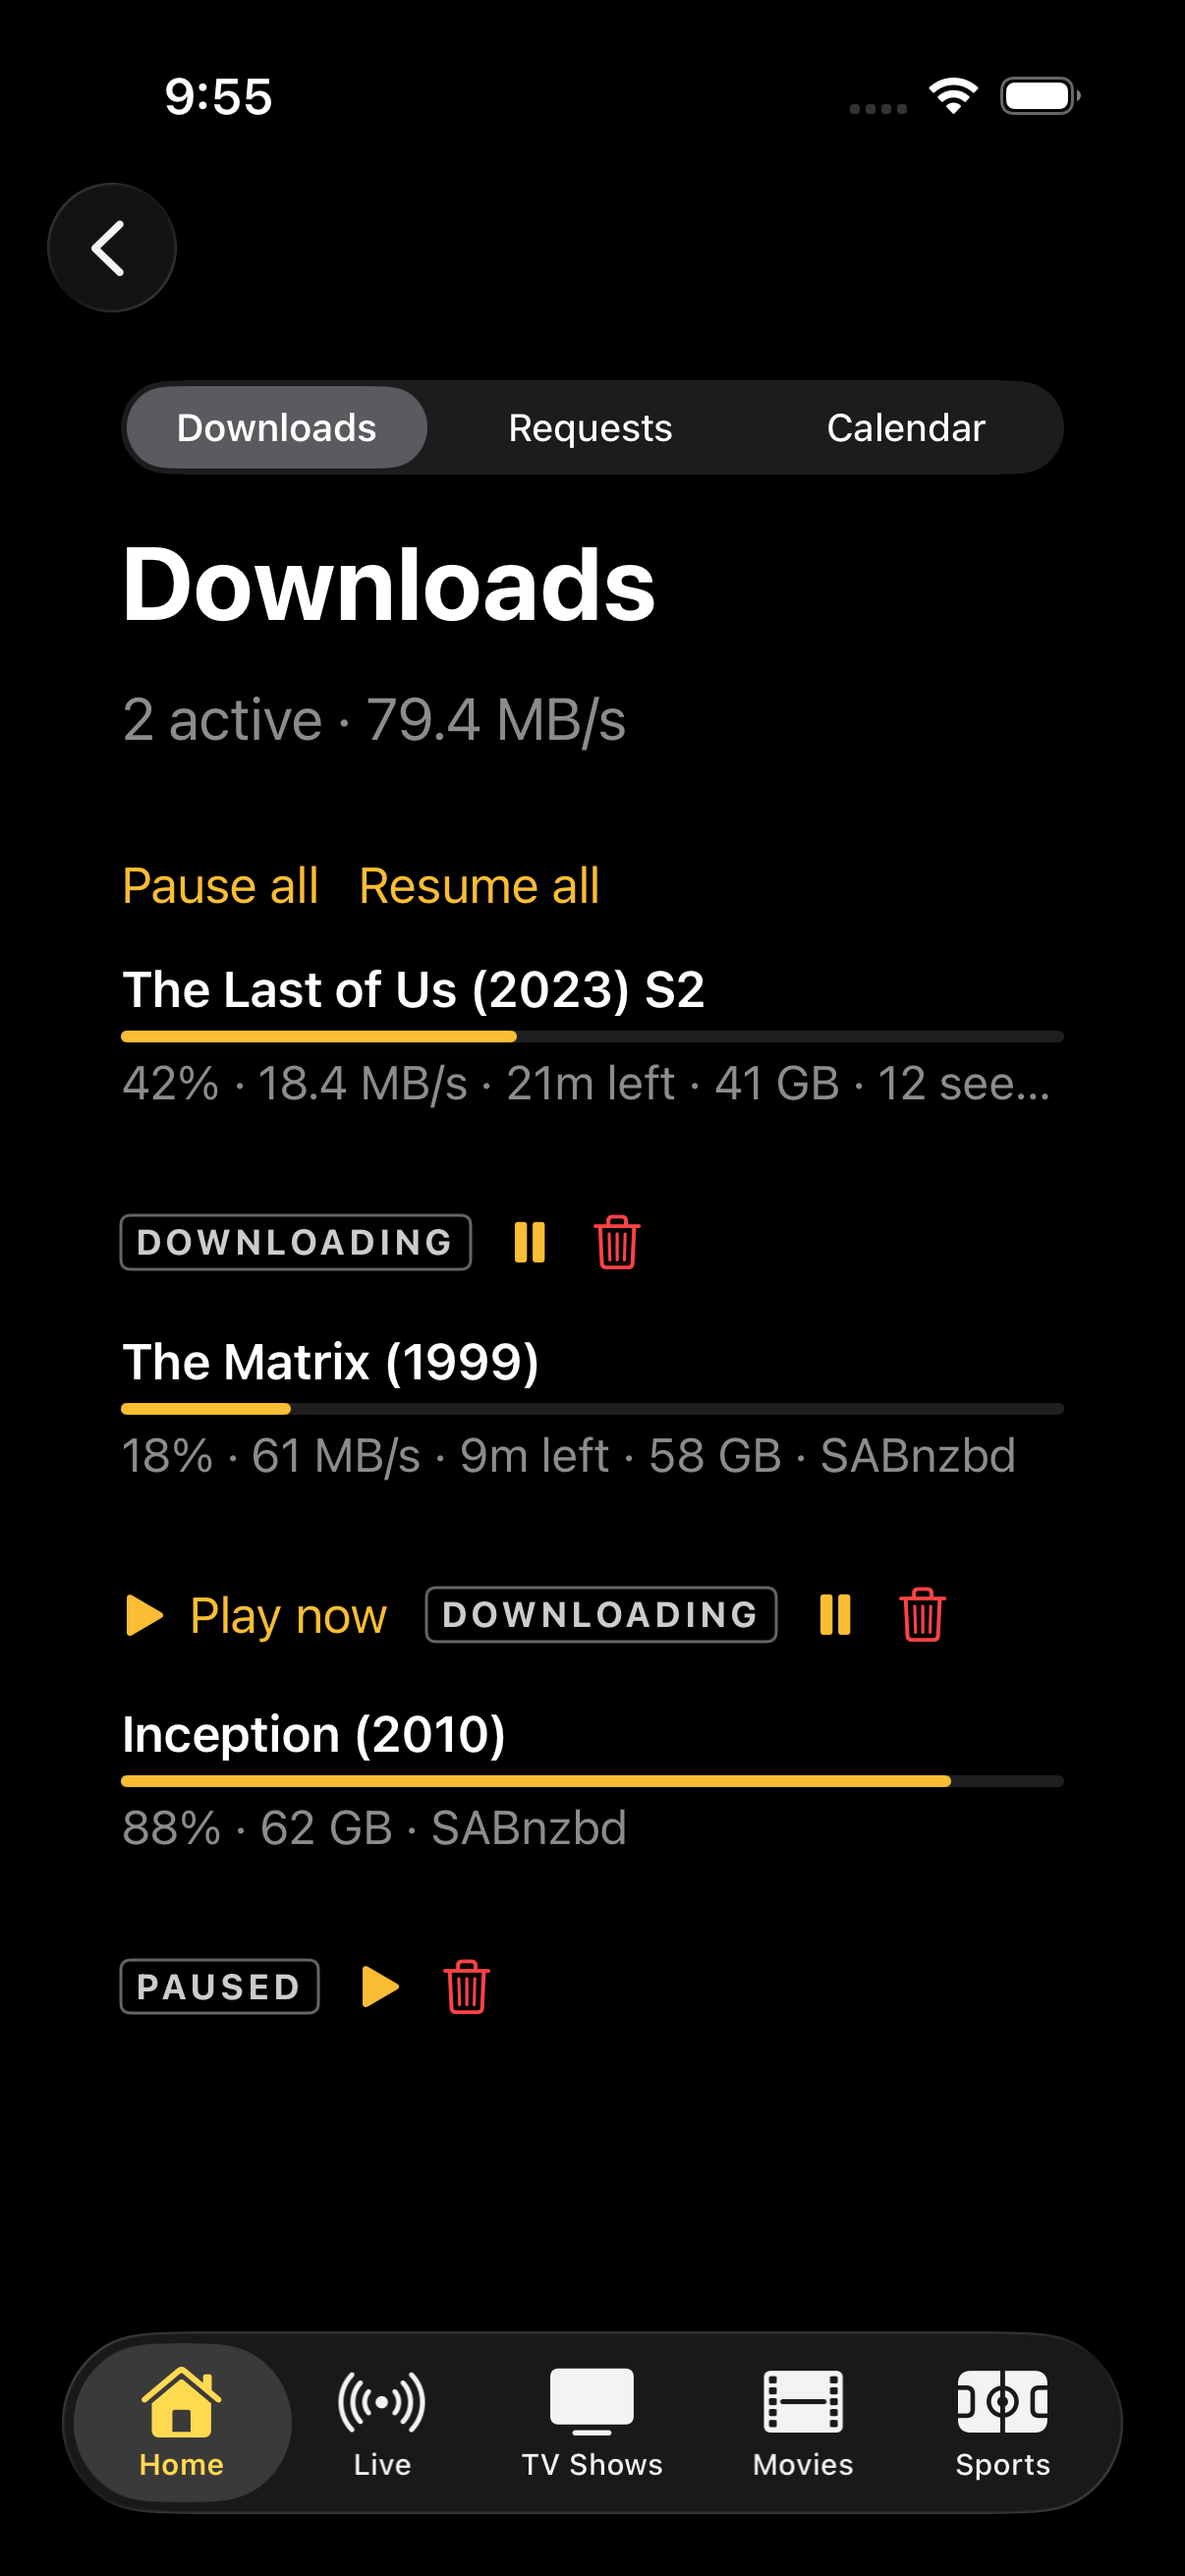 9:55
Downloads Requests Calendar
Downloads
2 active · 79.4 MB/s
Pause all Resume all
The Last of Us (2023) S2
42% · 18.4 MB/s · 21m left · 41 GB · 12 see...
DOWNLOADING
The Matrix (1999)
18% · 61 MB/s · 9m left · 58 GB · SABnzbd
Play now DOWNLOADING
Inception (2010)
88% · 62 GB · SABnzbd
PAUSED
Home Live TV Shows Movies Sports